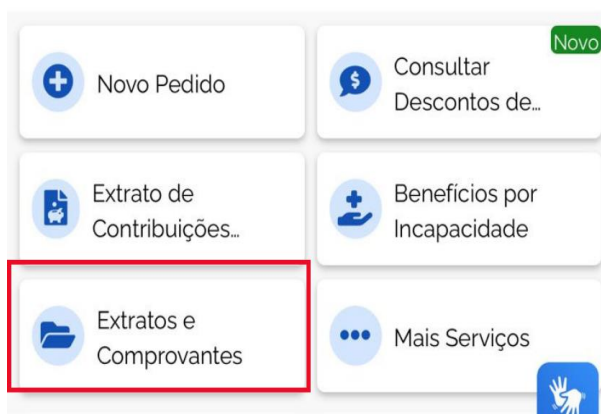 Novo Pedido
Novo
Consultar
Descontos de...
Extrato de
Contribuições...
Benefícios por
Incapacidade
Extratos e
Comprovantes
Mais Serviços